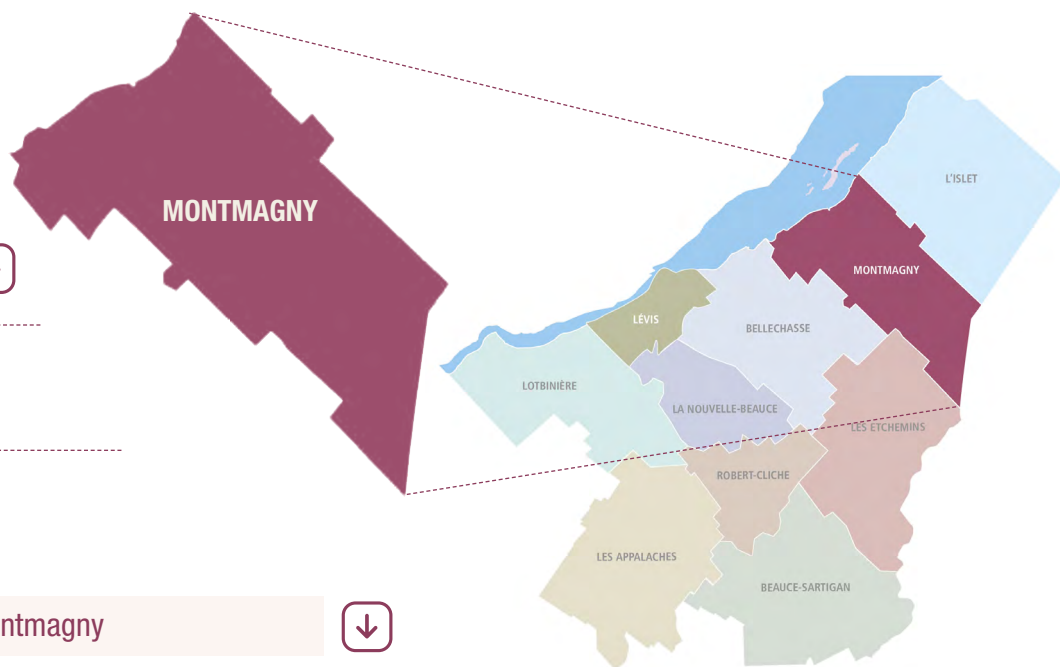 MONTMAGNY
L'ISLET
MONTMAGNY
LÉVIS
BELLECHASSE
LOTBINIÈRE
LA NOUVELLE-BEAUCE
LES ETCHEMINS
ROBERT-CLICHE
LES APPALACHES
BEAUCE-SARTIGAN
ntmagny